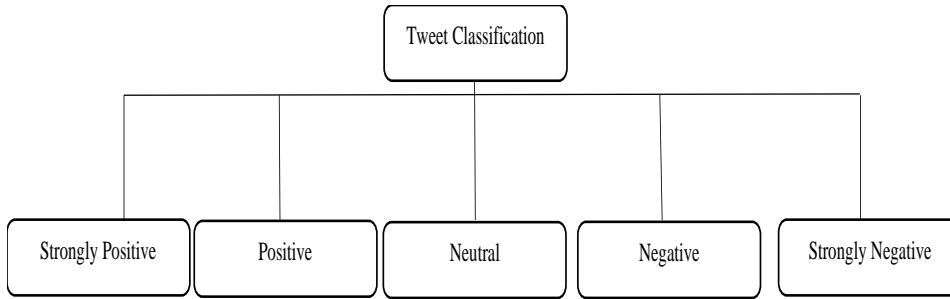 Tweet Classification
Strongly Positive
Positive
Neutral
Negative
Strongly Negative